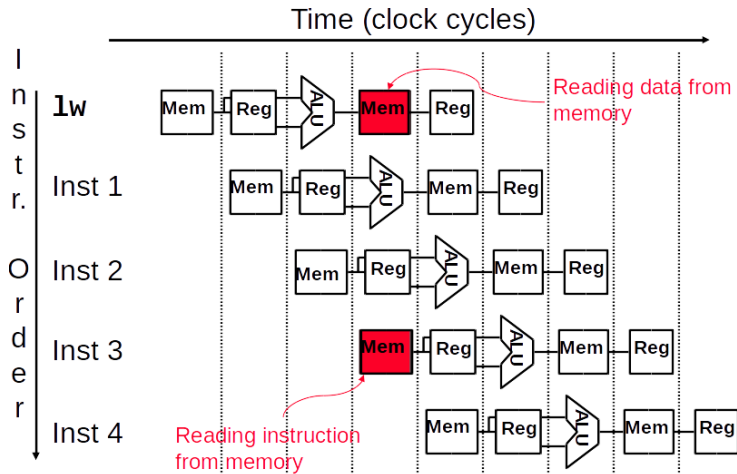 Time (clock cycles)
Instr. Order
lw
Mem Reg ALU Mem Reg
Reading data from
memory
Inst 1
Mem Reg ALU Mem Reg
Inst 2
Mem Reg ALU Mem Reg
Inst 3
Mem Reg ALU Mem Reg
Inst 4
Mem Reg ALU Mem Reg
Reading instruction
from memory